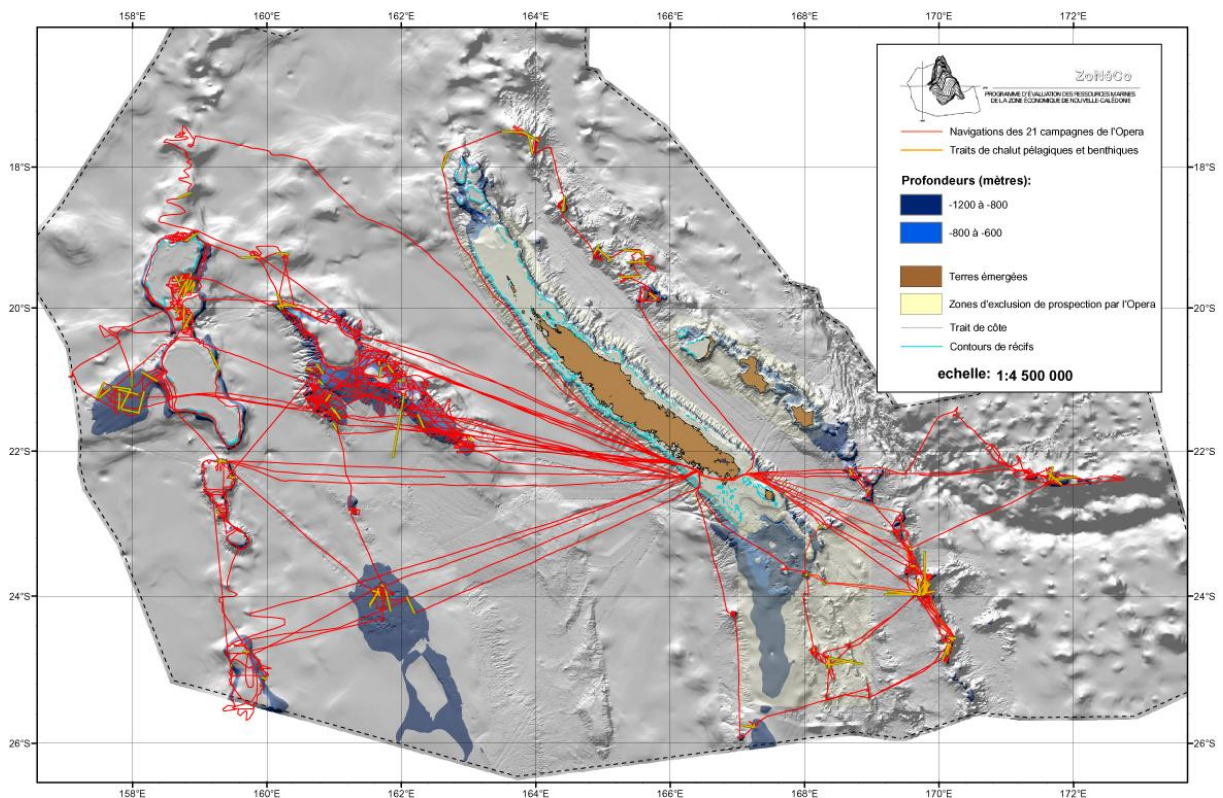 158°E 160°E 162°E 164°E 166°E 168°E 170°E 172°E
ZoNéCo
PROGRAMME D'ÉVALUATION DES RESSOURCES MARINES
DE LA ZONE ÉCONOMIQUE DE NOUVELLE-CALÉDONIE
Navigations des 21 campagnes de l'Opera
Traits de chalut pélagiques et benthiques
Profondeurs (mètres):
-1200 à -800
-800 à -600
Terres émergées
Zones d'exclusion de prospection par l'Opera
Trait de côte
Contours de récifs
echelle: 1:4 500 000
18°S 18°S
20°S 20°S
22°S 22°S
24°S 24°S
26°S 26°S
158°E 160°E 162°E 164°E 166°E 168°E 170°E 172°E